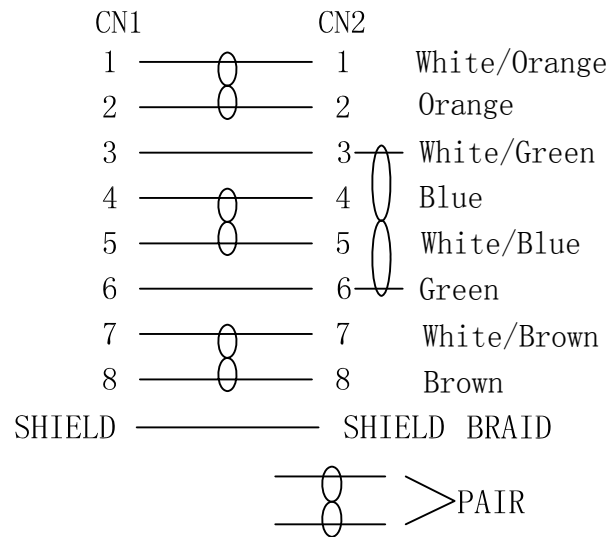 CN1 CN2
1 1 White/Orange
2 2 Orange
3 3 White/Green
4 4 Blue
5 5 White/Blue
6 6 Green
7 7 White/Brown
8 8 Brown
SHIELD SHIELD BRAID
PAIR